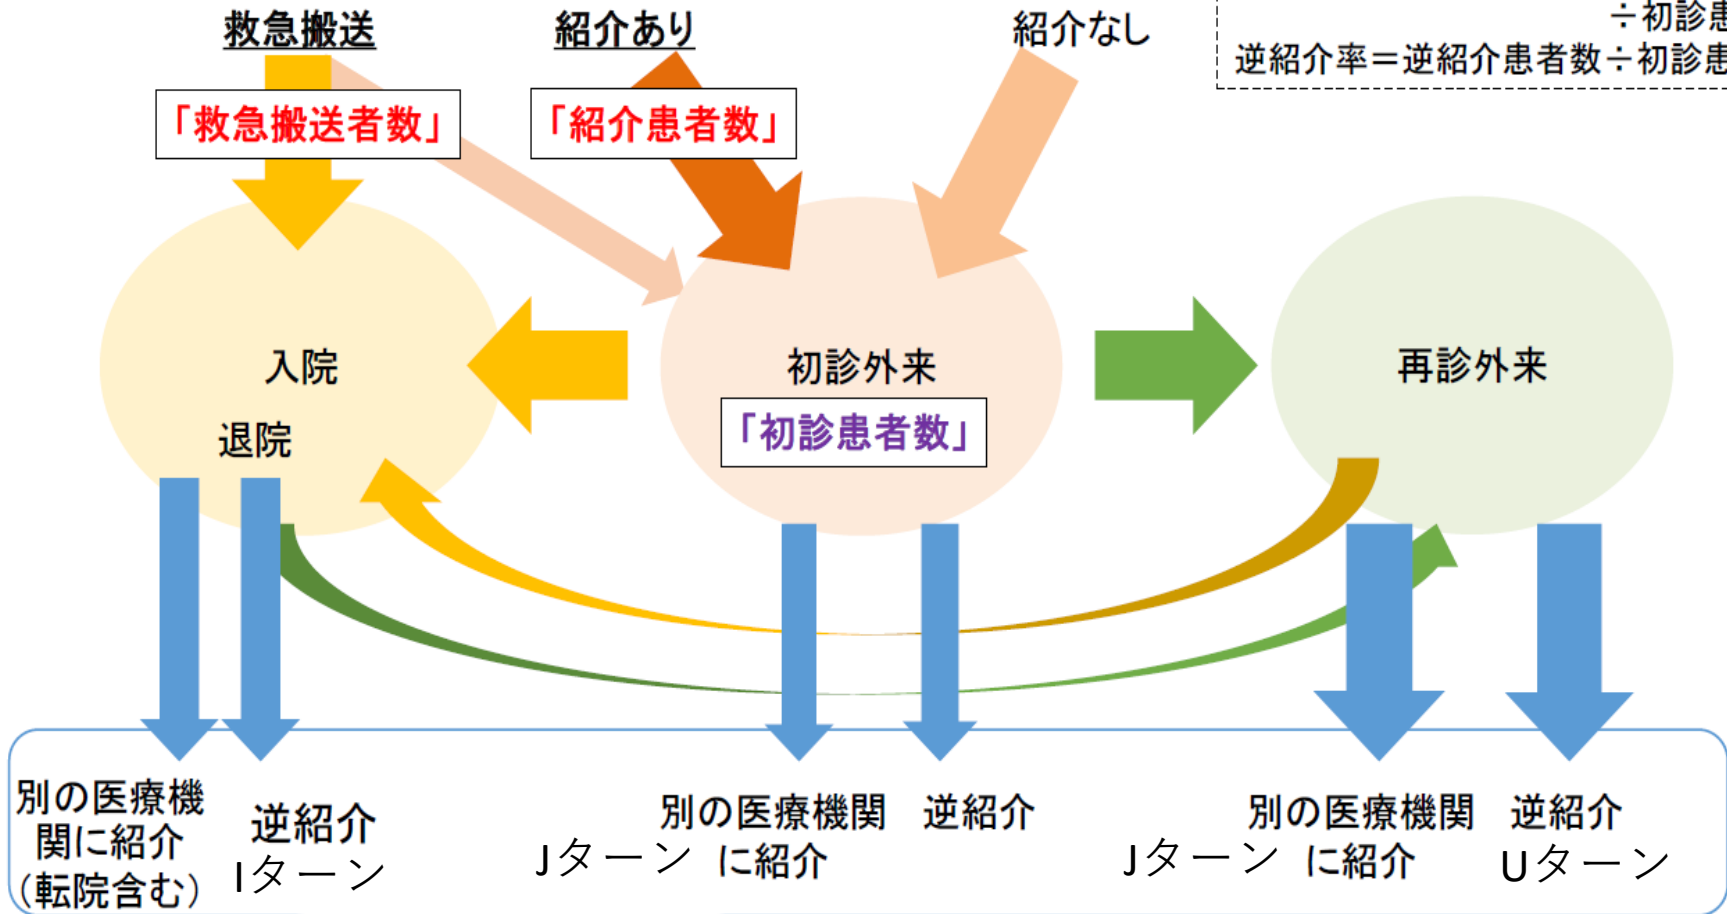 救急搬送
紹介あり
紹介なし
÷初診患
逆紹介率＝逆紹介患者数÷初診患
「救急搬送者数」
「紹介患者数」
入院
退院
初診外来
「初診患者数」
再診外来
別の医療機
関に紹介
（転院含む）
逆紹介
Iターン
別の医療機関
に紹介
Jターン
逆紹介
別の医療機関
に紹介
Jターン
逆紹介
Uターン